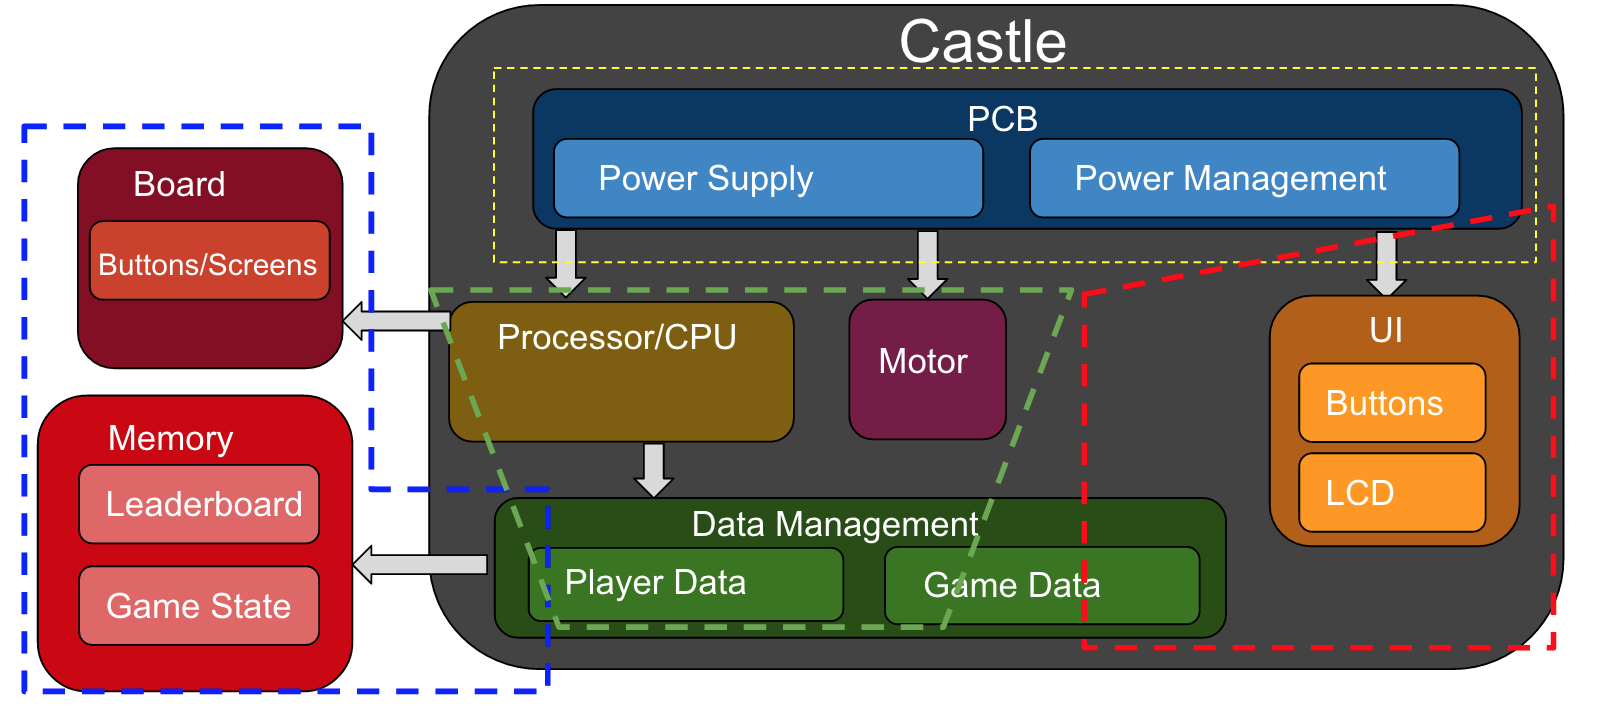 Castle
PCB
Power Supply
Power Management
Board
Buttons/Screens
Processor/CPU
Motor
UI
Buttons
LCD
Memory
Leaderboard
Game State
Data Management
Player Data
Game Data